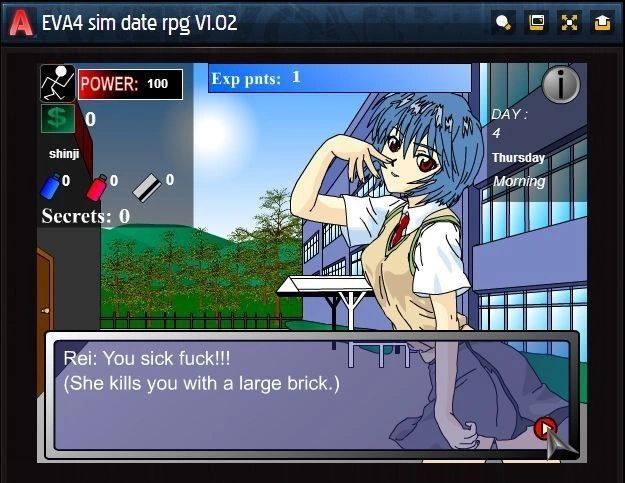 EVA4 sim date rpg V1.02
POWER: 100
Exp pnts: 1
$ 0
DAY :
4
shinji
Thursday
0 0 0
Morning
Secrets: 0
Rei: You sick fuck!!!
(She kills you with a large brick.)